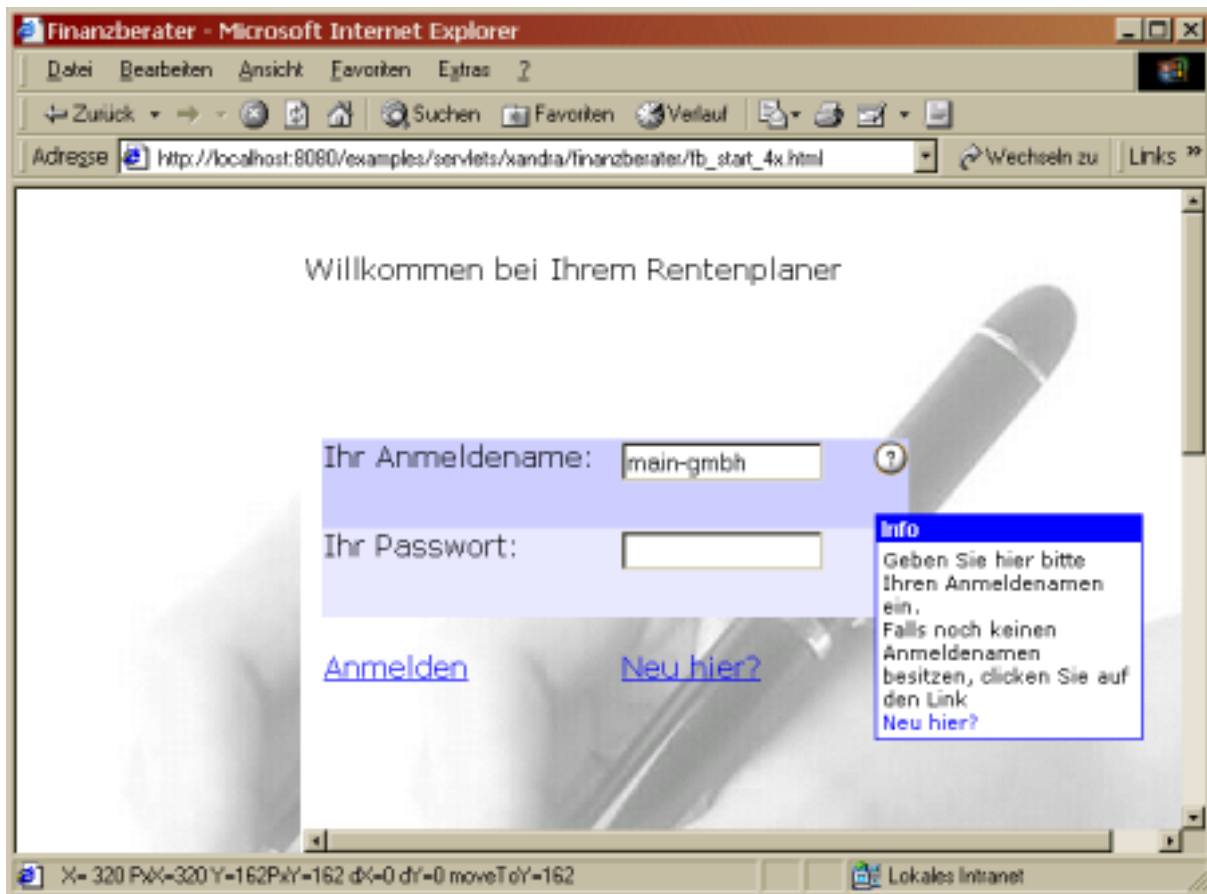 Finanzberater - Microsoft Internet Explorer
Datei Bearbeiten Ansicht Favoriten Extras ?
Zurück Suchen Favoriten Verlauf
Adresse http://localhost:8080/examples/servlets/xandra/finanzberater/fb_start_4x.html Wechseln zu Links »
Willkommen bei Ihrem Rentenplaner
Ihr Anmeldename: main-gmbh ?
Ihr Passwort:
Info
Geben Sie hier bitte
Ihren Anmeldenamen
ein.
Falls noch keinen
Anmeldenamen
besitzen, clicken Sie auf
den Link
Neu hier?
Anmelden Neu hier?
X= 320 PxX=320 Y=162PxY=162 dX=0 dY=0 moveToY=162 Lokales Intranet